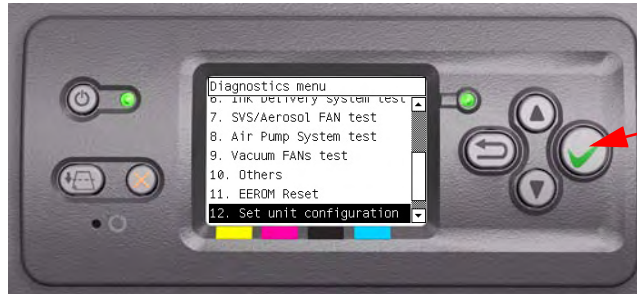 Diagnostics menu
6. Ink Delivery system test
7. SVS/Aerosol FAN test
8. Air Pump System test
9. Vacuum FANs test
10. Others
11. EEROM Reset
12. Set unit configuration